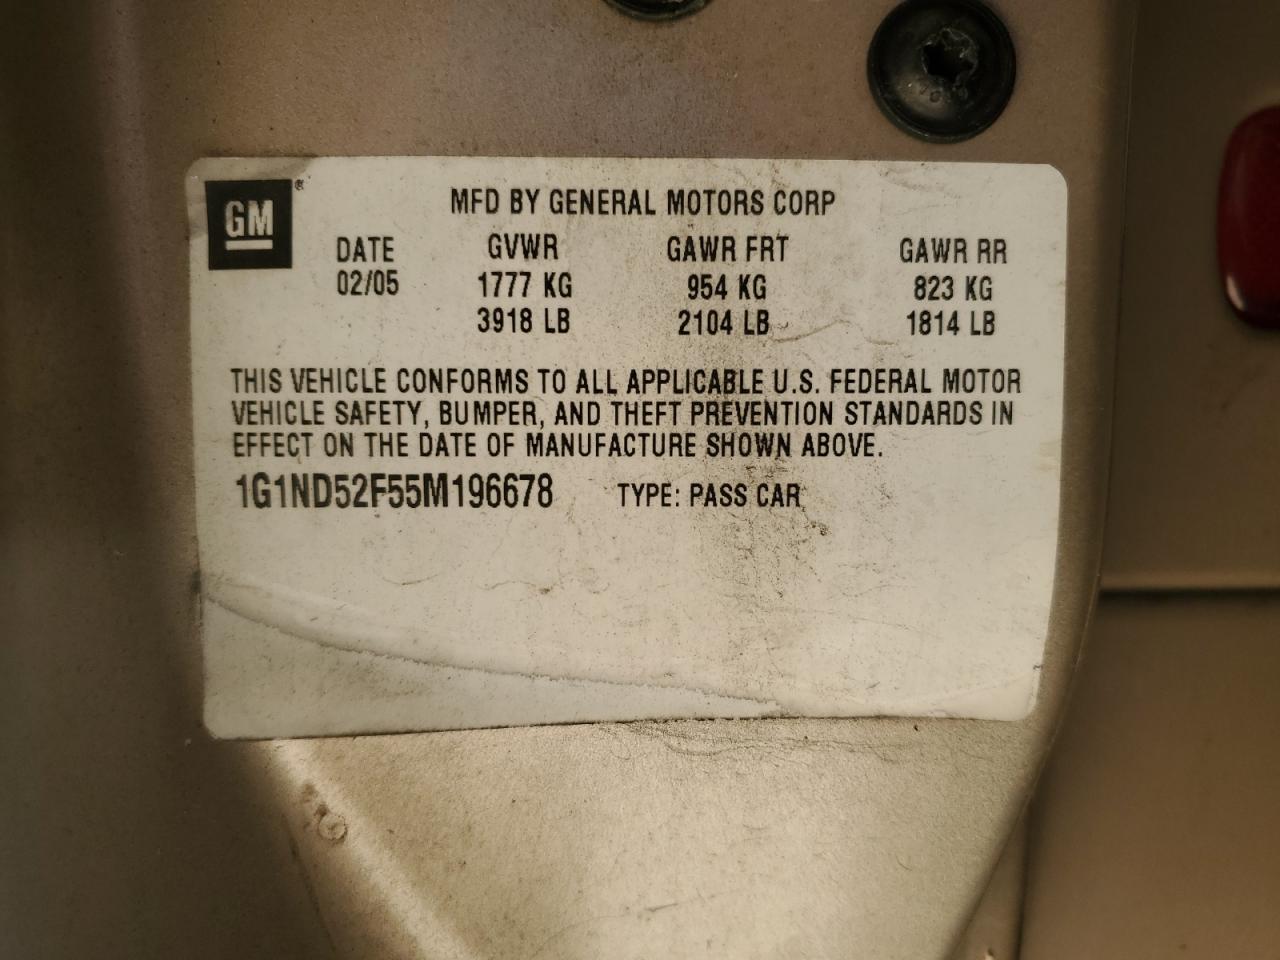 GM®
MFD BY GENERAL MOTORS CORP
DATE GVWR GAWR FRT GAWR RR
02/05 1777 KG 954 KG 823 KG
3918 LB 2104 LB 1814 LB
THIS VEHICLE CONFORMS TO ALL APPLICABLE U.S. FEDERAL MOTOR
VEHICLE SAFETY, BUMPER, AND THEFT PREVENTION STANDARDS IN
EFFECT ON THE DATE OF MANUFACTURE SHOWN ABOVE.
1G1ND52F55M196678 TYPE: PASS CAR